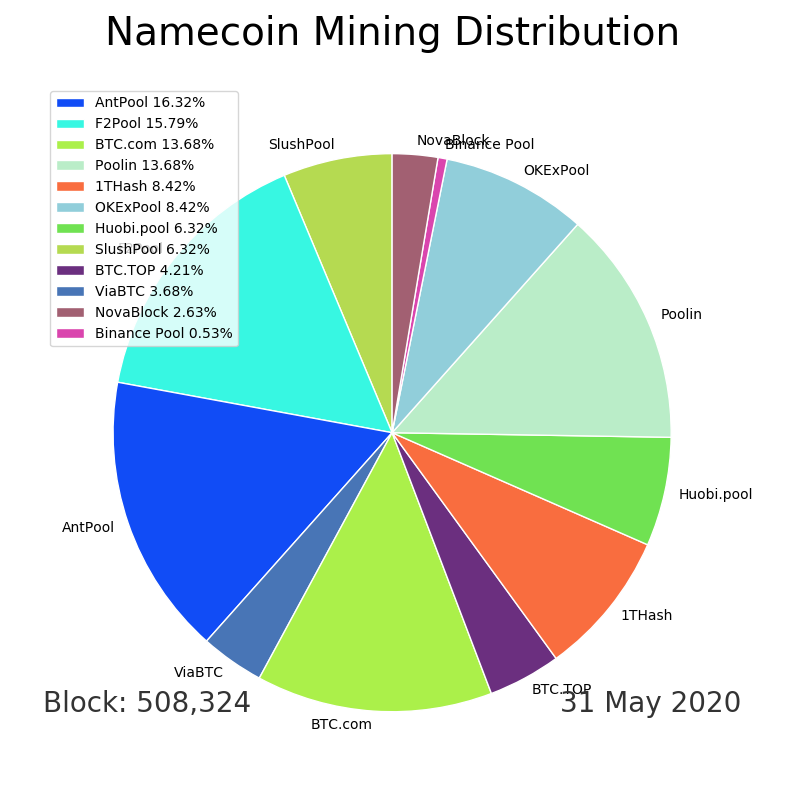 Namecoin Mining Distribution
AntPool 16.32%
F2Pool 15.79%
BTC.com 13.68%
Poolin 13.68%
1THash 8.42%
OKExPool 8.42%
Huobi.pool 6.32%
SlushPool 6.32%
BTC.TOP 4.21%
ViaBTC 3.68%
NovaBlock 2.63%
Binance Pool 0.53%
SlushPool
NovaBlock
Binance Pool
OKExPool
Poolin
Huobi.pool
1THash
BTC.TOP
BTC.com
ViaBTC
AntPool
F2Pool
Block: 508,324
31 May 2020